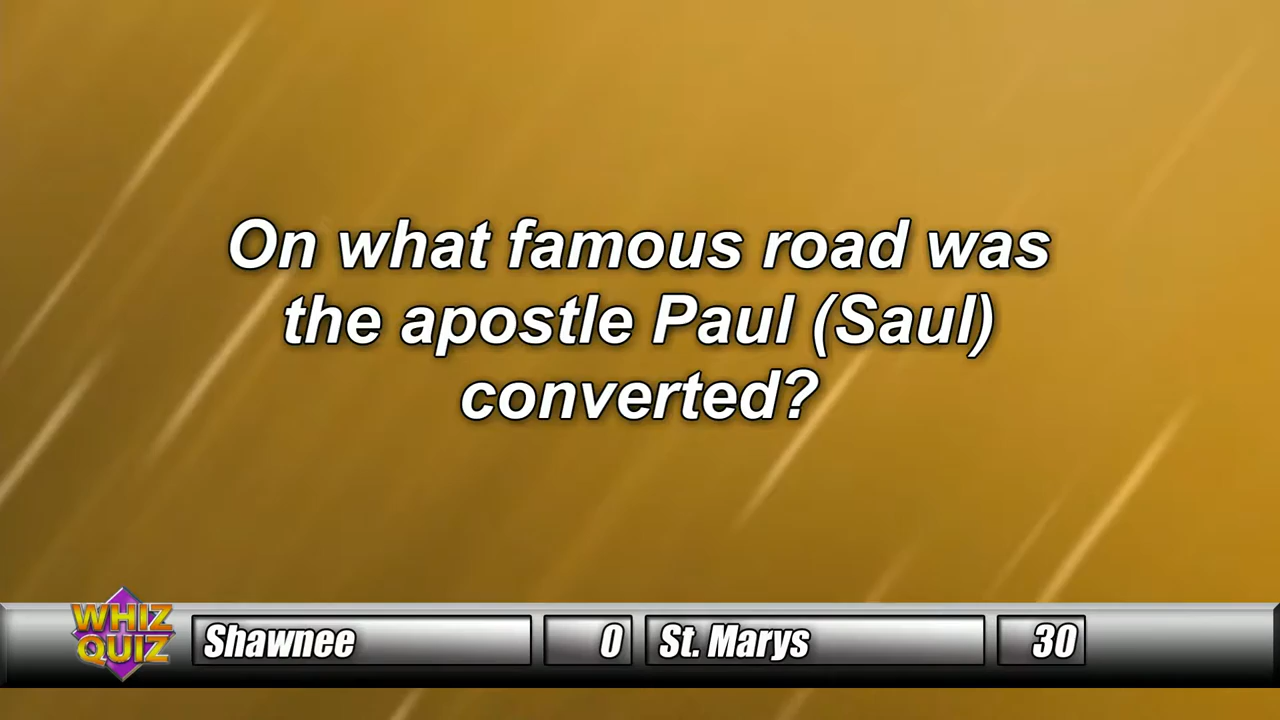 On what famous road was
the apostle Paul (Saul)
converted?
WHIZ
QUIZ
Shawnee 0 St. Marys 30